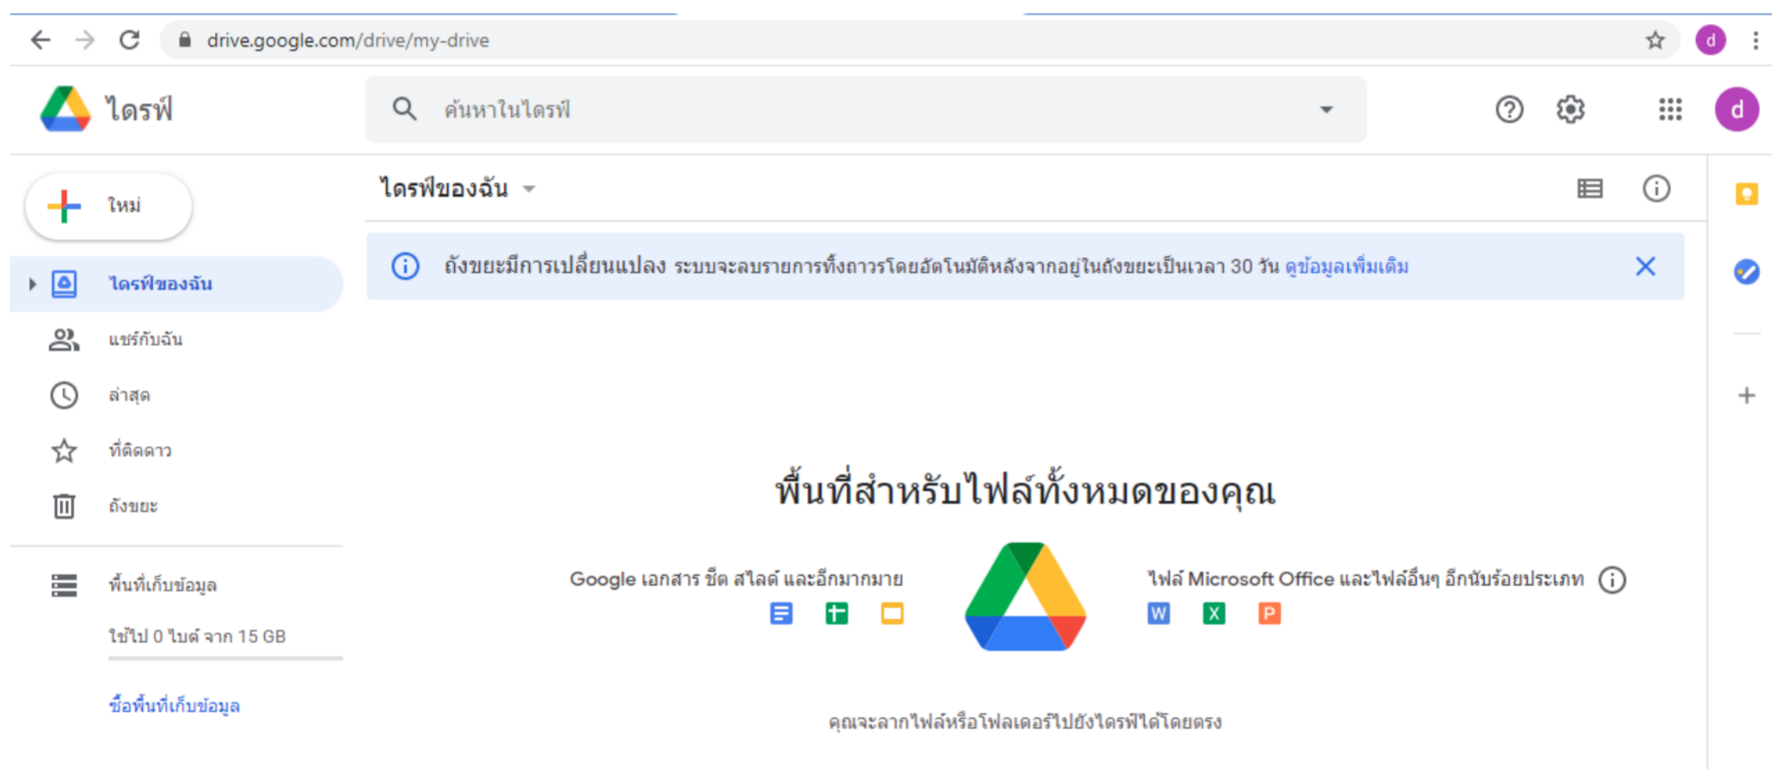 drive.google.com/drive/my-drive
d
ไดรฟ์
ค้นหาในไดรฟ์
d
ใหม่
ไดรฟ์ของฉัน
ถังขยะมีการเปลี่ยนแปลง ระบบจะลบรายการทิ้งถาวรโดยอัตโนมัติหลังจากอยู่ในถังขยะเป็นเวลา 30 วัน ดูข้อมูลเพิ่มเติม
ไดรฟ์ของฉัน
แชร์กับฉัน
ล่าสุด
ที่ติดดาว
ถังขยะ
พื้นที่เก็บข้อมูล
ใช้ไป 0 ไบต์ จาก 15 GB
ซื้อพื้นที่เก็บข้อมูล
พื้นที่สำหรับไฟล์ทั้งหมดของคุณ
Google เอกสาร ชีต สไลด์ และอีกมากมาย
ไฟล์ Microsoft Office และไฟล์อื่นๆ อีกนับร้อยประเภท
W X P
คุณจะลากไฟล์หรือโฟลเดอร์ไปยังไดรฟ์ได้โดยตรง